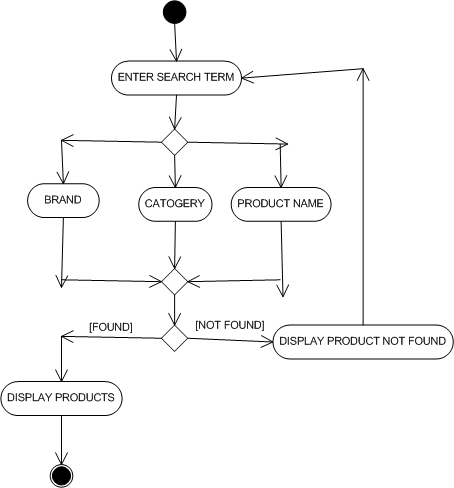 ENTER SEARCH TERM
BRAND
CATOGERY
PRODUCT NAME
[FOUND]
[NOT FOUND]
DISPLAY PRODUCT NOT FOUND
DISPLAY PRODUCTS